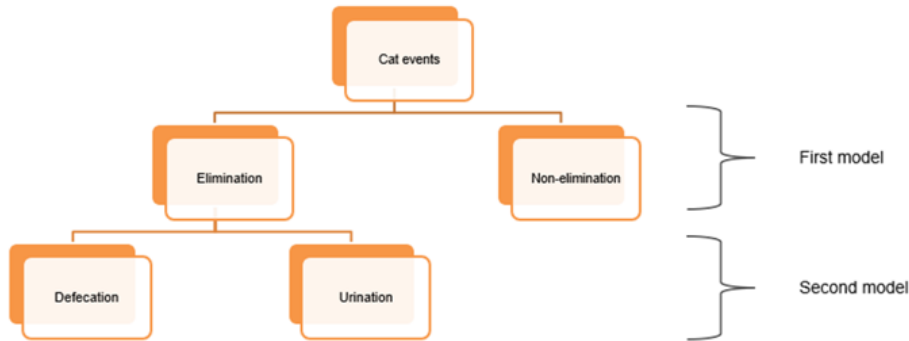 Cat events
Elimination
Non-elimination
First model
Defecation
Urination
Second model